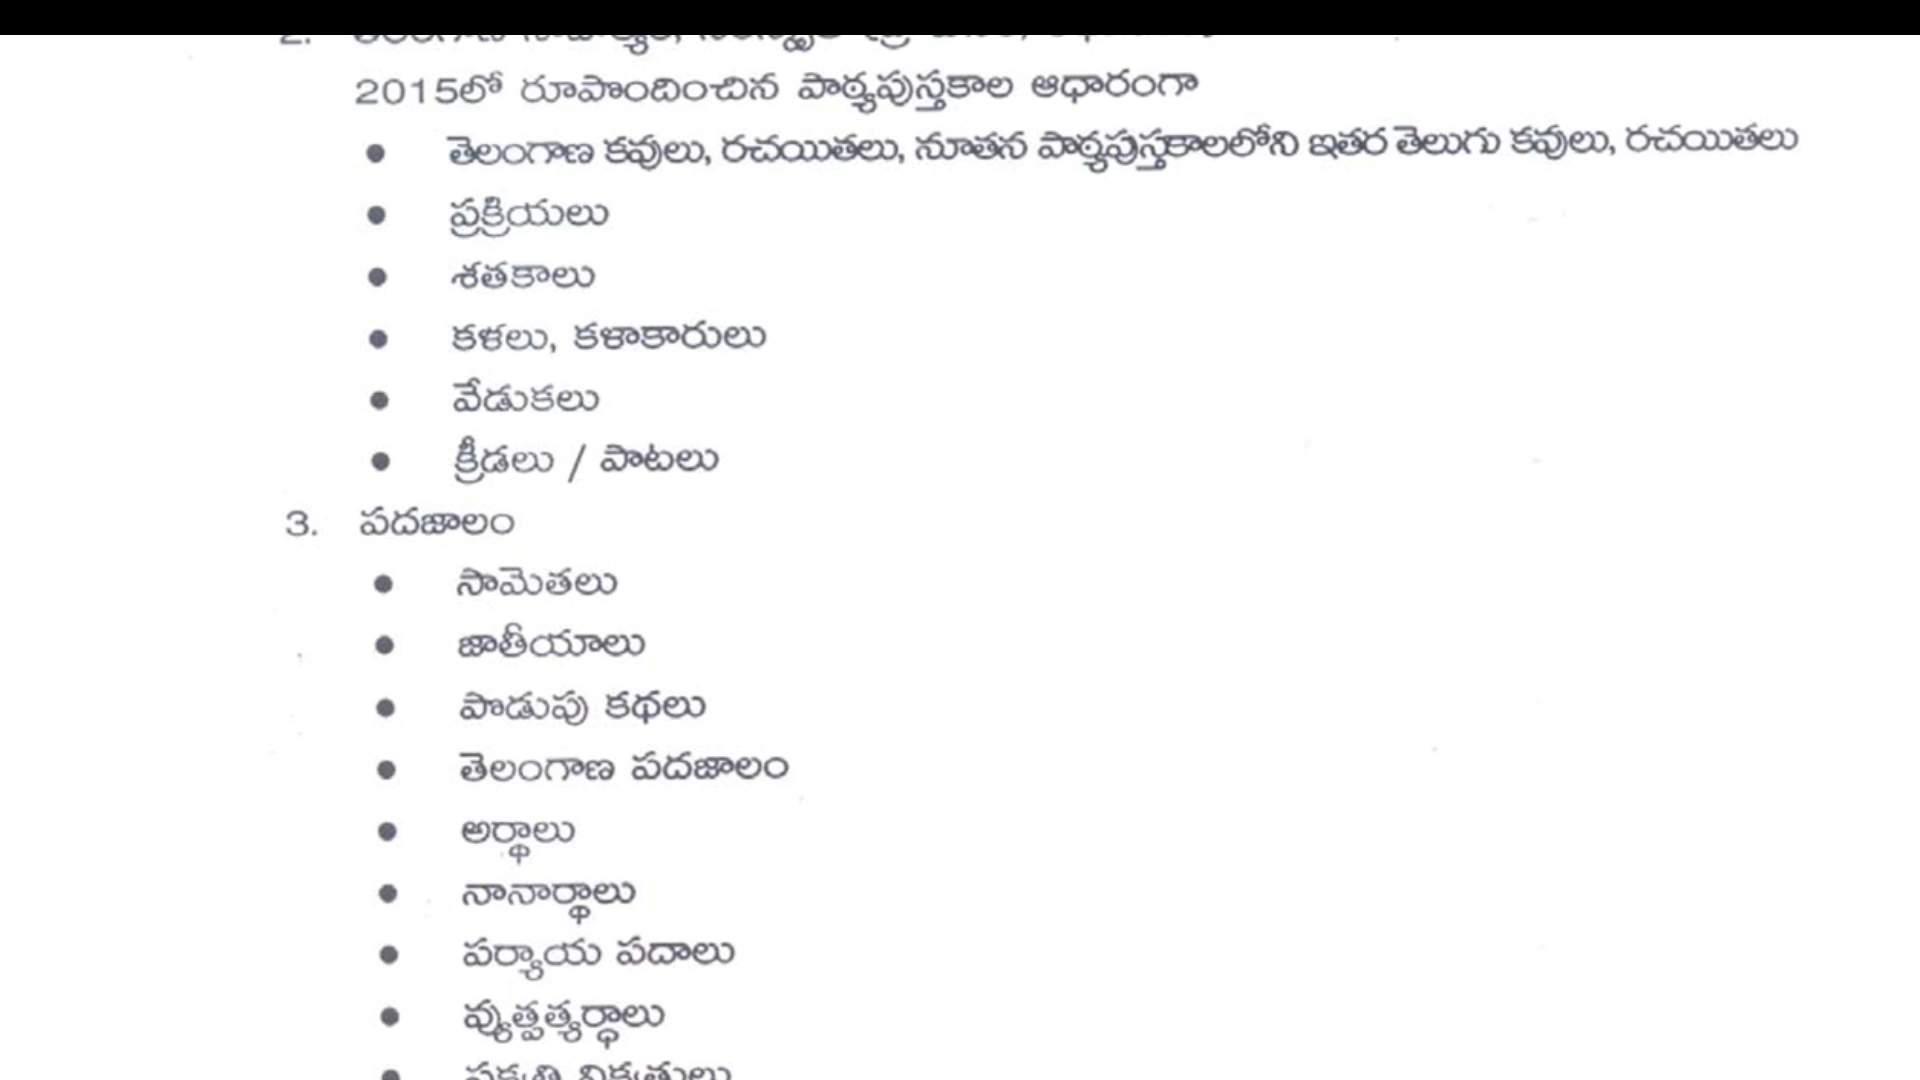 2.
2015లో రూపొందించిన పాఠ్యపుస్తకాల ఆధారంగా
● తెలంగాణ కవులు, రచయితలు, నూతన పాఠ్యపుస్తకాలలోని ఇతర తెలుగు కవులు, రచయితలు
● ప్రక్రియలు
● శతకాలు
● కళలు, కళాకారులు
● వేడుకలు
● క్రీడలు / పాటలు
3. పదజాలం
● సామెతలు
● జాతీయాలు
● పొడుపు కథలు
● తెలంగాణ పదజాలం
● అర్థాలు
● నానార్థాలు
● పర్యాయ పదాలు
● వ్యుత్పత్యర్థాలు